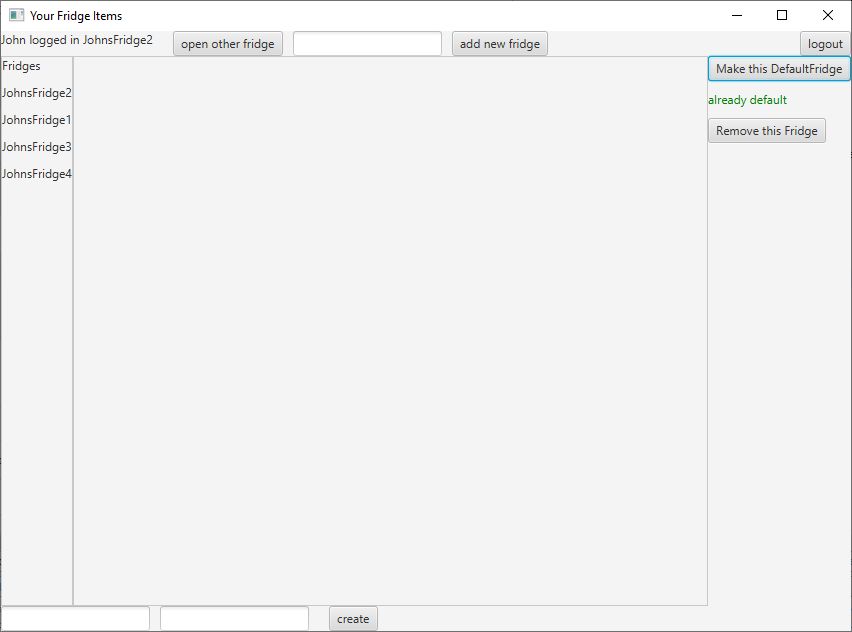 Your Fridge Items
John logged in JohnsFridge2 open other fridge add new fridge logout
Fridges
Make this DefaultFridge
JohnsFridge2
already default
JohnsFridge1
Remove this Fridge
JohnsFridge3
JohnsFridge4
create